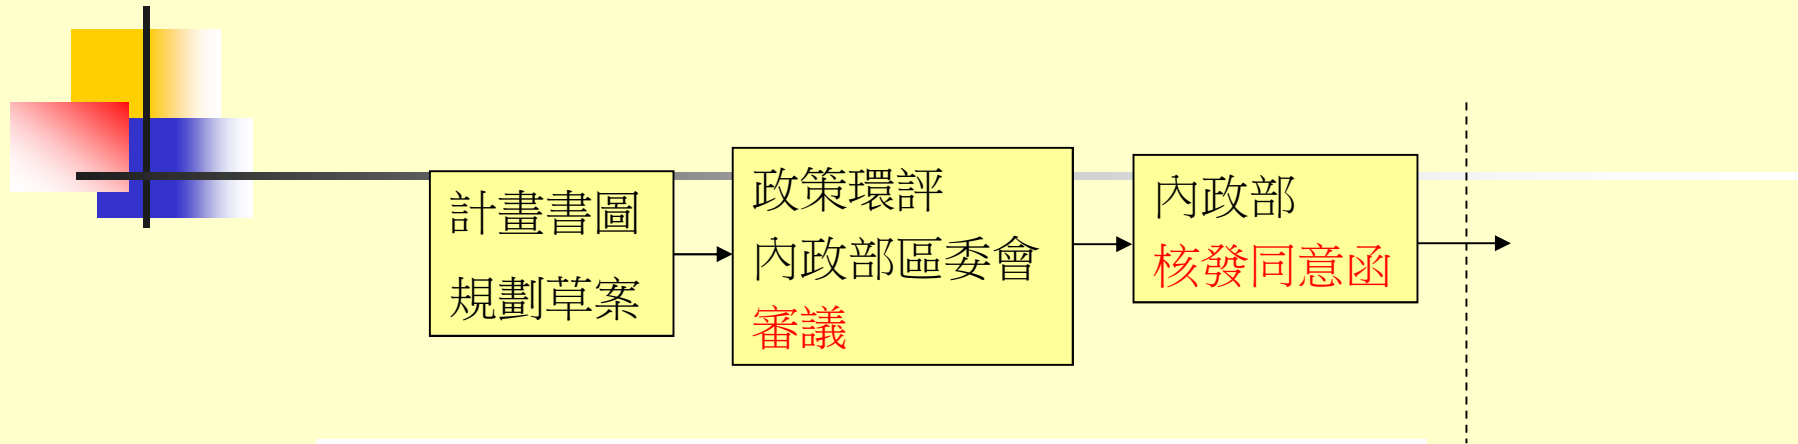 計畫書圖
規劃草案
政策環評
內政部區委會
審議
內政部
核發同意函